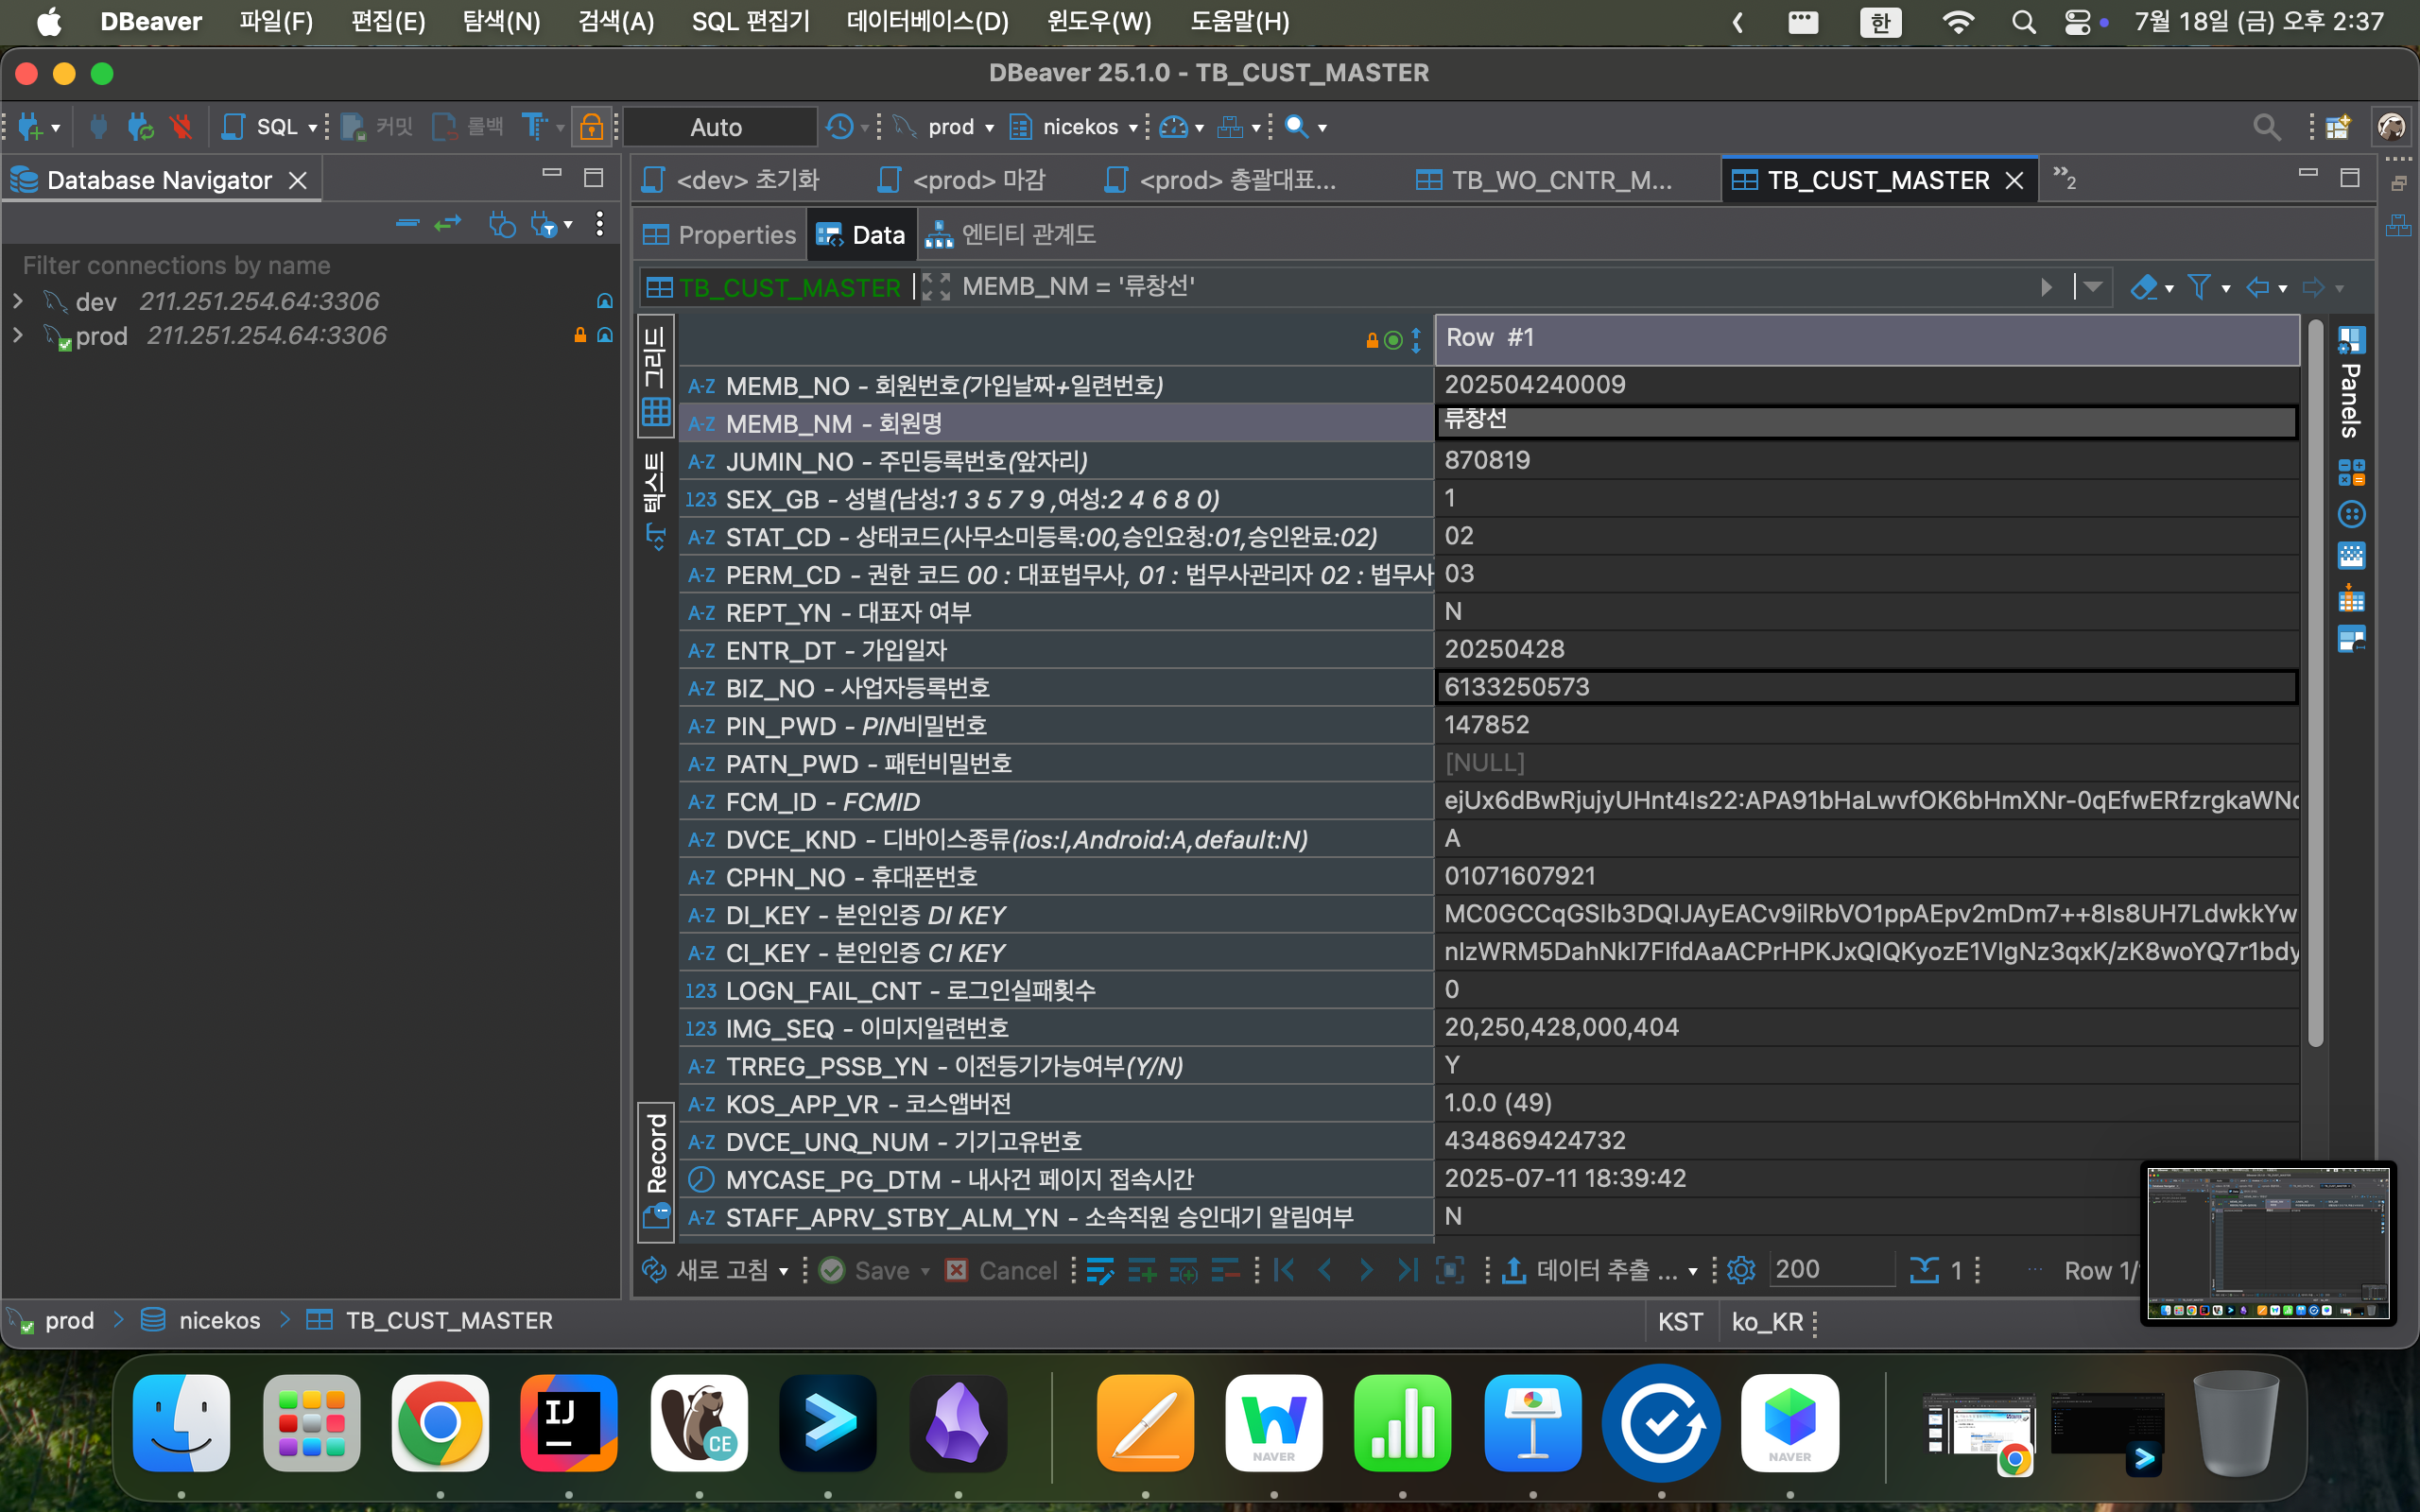 DBeaver 파일(F) 편집(E) 탐색(N) 검색(A) SQL 편집기 데이터베이스(D) 윈도우(W) 도움말(H) 한 7월 18일 (금) 오후 2:37
DBeaver 25.1.0 - TB_CUST_MASTER
SQL 커밋 롤백 Auto prod nicekos
Database Navigator
<dev> 초기화 <prod> 마감 <prod> 총괄대표... TB_WO_CNTR_M... TB_CUST_MASTER »2
Properties Data 엔티티 관계도
Filter connections by name
TB_CUST_MASTER MEMB_NM = '류창선'
dev 211.251.254.64:3306
prod 211.251.254.64:3306
그리드
텍스트
Record
Panels
Row #1
A-Z MEMB_NO - 회원번호(가입날짜+일련번호) 202504240009
A-Z MEMB_NM - 회원명 류창선
A-Z JUMIN_NO - 주민등록번호(앞자리) 870819
123 SEX_GB - 성별(남성:1 3 5 7 9 ,여성:2 4 6 8 0) 1
A-Z STAT_CD - 상태코드(사무소미등록:00,승인요청:01,승인완료:02) 02
A-Z PERM_CD - 권한 코드 00 : 대표법무사, 01 : 법무사관리자 02 : 법무사 03
A-Z REPT_YN - 대표자 여부 N
A-Z ENTR_DT - 가입일자 20250428
A-Z BIZ_NO - 사업자등록번호 6133250573
A-Z PIN_PWD - PIN비밀번호 147852
A-Z PATN_PWD - 패턴비밀번호 [NULL]
A-Z FCM_ID - FCMID ejUx6dBwRjujyUHnt4Is22:APA91bHaLwvfOK6bHmXNr-0qEfwERfzrgkaWNc
A-Z DVCE_KND - 디바이스종류(ios:I,Android:A,default:N) A
A-Z CPHN_NO - 휴대폰번호 01071607921
A-Z DI_KEY - 본인인증 DI KEY MC0GCCqGSIb3DQIJAyEACv9ilRbVO1ppAEpv2mDm7++8Is8UH7LdwkkYw
A-Z CI_KEY - 본인인증 CI KEY nIzWRM5DahNkI7FIfdAaACPrHPKJxQIQKyozE1VIgNz3qxK/zK8woYQ7r1bdy
123 LOGN_FAIL_CNT - 로그인실패횟수 0
123 IMG_SEQ - 이미지일련번호 20,250,428,000,404
A-Z TRREG_PSSB_YN - 이전등기가능여부(Y/N) Y
A-Z KOS_APP_VR - 코스앱버전 1.0.0 (49)
A-Z DVCE_UNQ_NUM - 기기고유번호 434869424732
MYCASE_PG_DTM - 내사건 페이지 접속시간 2025-07-11 18:39:42
A-Z STAFF_APRV_STBY_ALM_YN - 소속직원 승인대기 알림여부 N
새로 고침 Save Cancel 데이터 추출 ... 200 1 ... Row 1/
prod nicekos TB_CUST_MASTER KST ko_KR
IJ
CE
NAVER
NAVER